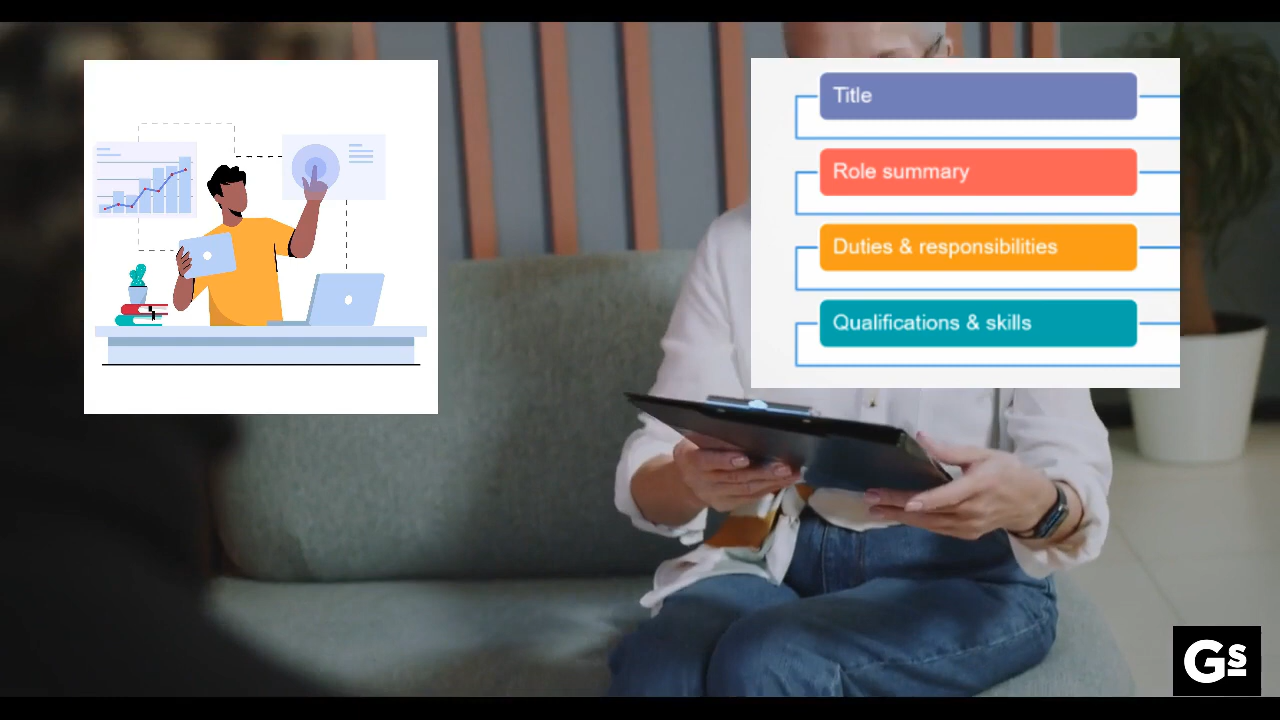 Title
Role summary
Duties & responsibilities
Qualifications & skills
Gs